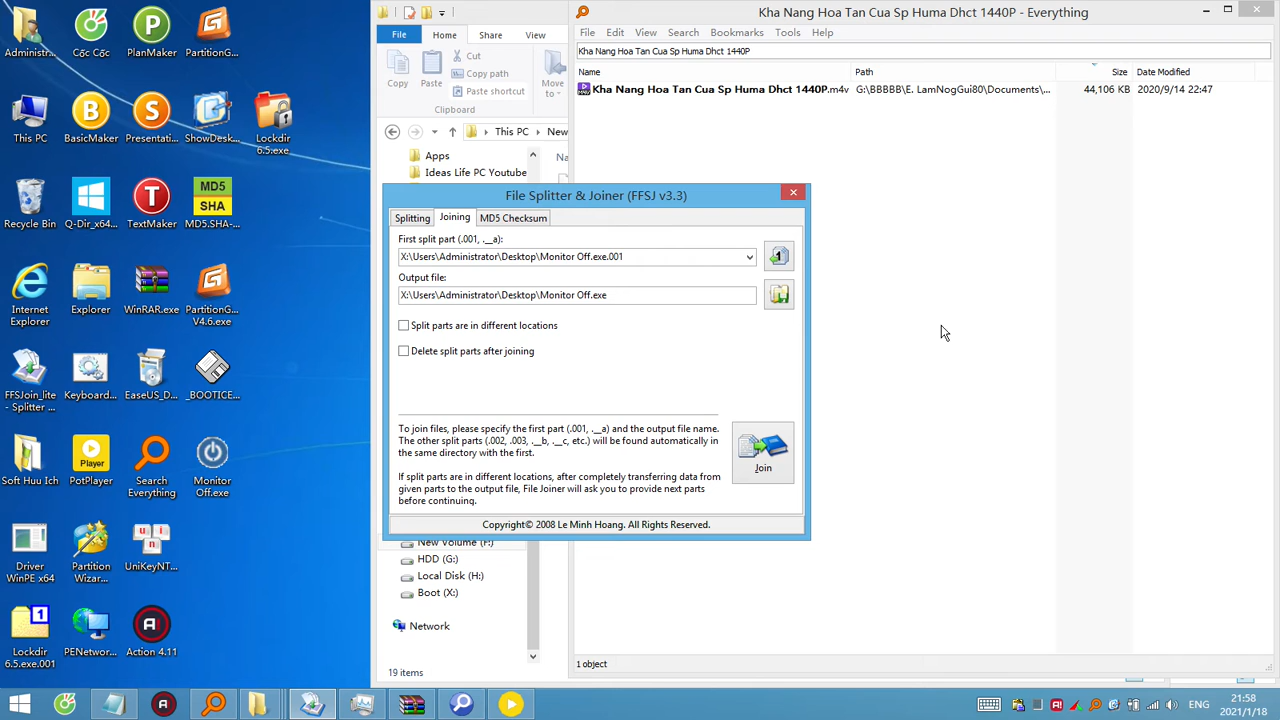 Administr...
Cốc Cốc
PlanMaker
PartitionG...
This PC
BasicMaker
Presentati...
ShowDesk...
Lockdir
6.5.exe
Recycle Bin
Q-Dir_x64...
TextMaker
MD5
SHA
MD5.SHA-...
Internet
Explorer
Explorer
WinRAR.exe
PartitionG...
V4.6.exe
FFSJoin_lite
- Splitter ...
Keyboard...
EaseUS_D...
_BOOTICE...
Soft Huu Ich
Player
PotPlayer
Search
Everything
Monitor
Off.exe
Driver
WinPE x64
Partition
Wizar...
UniKeyNT...
Lockdir
6.5.exe.001
PENetwor...
Action 4.11
File
Home
Share
View
Copy
Paste
Cut
Copy path
Paste shortcut
Move
to
Clipboard
This PC
New
Apps
Ideas Life PC Youtube
Na
New Volume (F:)
HDD (G:)
Local Disk (H:)
Boot (X:)
Network
19 items
Kha Nang Hoa Tan Cua Sp Huma Dhct 1440P - Everything
File Edit View Search Bookmarks Tools Help
Kha Nang Hoa Tan Cua Sp Huma Dhct 1440P
Name Path Size Date Modified
Kha Nang Hoa Tan Cua Sp Huma Dhct 1440P.m4v G:\BBBBB\E. LamNogGui80\Documents\... 44,106 KB 2020/9/14 22:47
1 object
File Splitter & Joiner (FFSJ v3.3)
Splitting Joining MD5 Checksum
First split part (.001, .__a):
X:\Users\Administrator\Desktop\Monitor Off.exe.001
Output file:
X:\Users\Administrator\Desktop\Monitor Off.exe
Split parts are in different locations
Delete split parts after joining
To join files, please specify the first part (.001, .__a) and the output file name.
The other split parts (.002, .003, .__b, .__c, etc.) will be found automatically in
the same directory with the first.
If split parts are in different locations, after completely transferring data from
given parts to the output file, File Joiner will ask you to provide next parts
before continuing.
Join
Copyright© 2008 Le Minh Hoang. All Rights Reserved.
ENG
21:58
2021/1/18